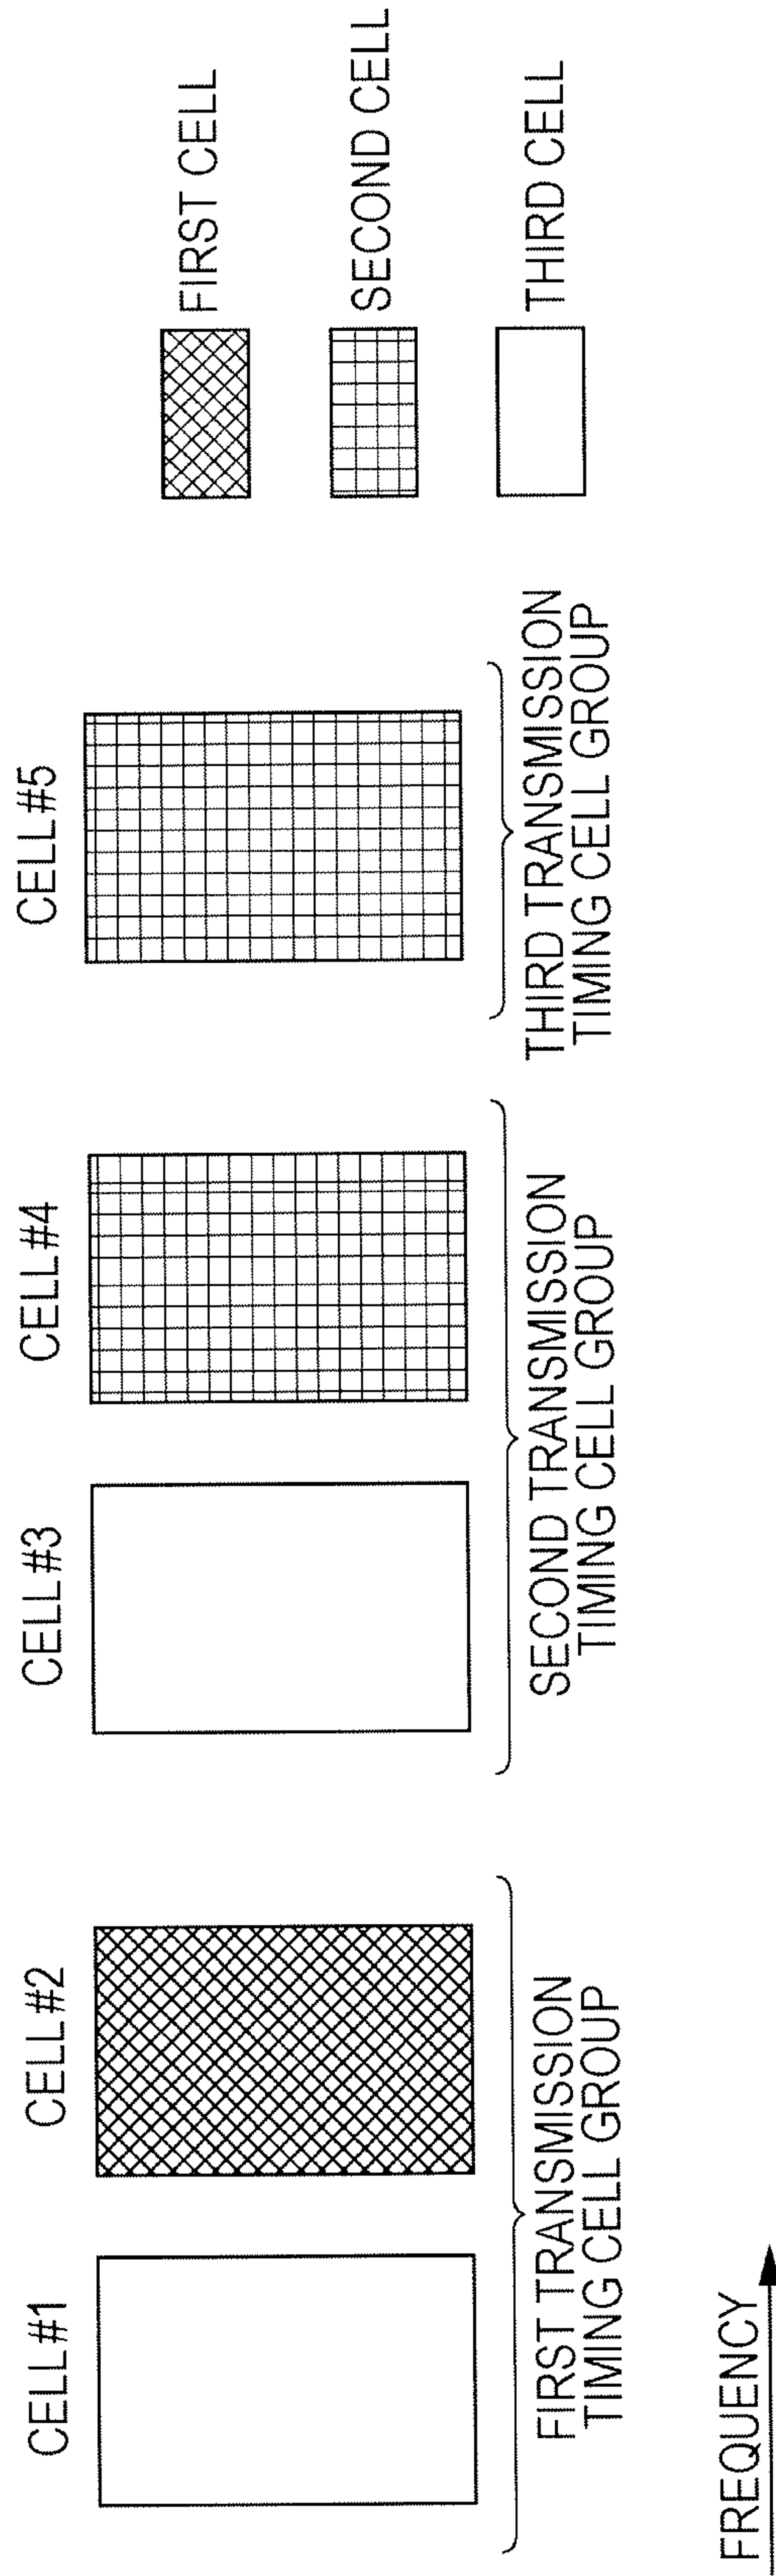 CELL#1
CELL#2
CELL#3
CELL#4
CELL#5
FIRST TRANSMISSION
TIMING CELL GROUP
SECOND TRANSMISSION
TIMING CELL GROUP
THIRD TRANSMISSION
TIMING CELL GROUP
FIRST CELL
SECOND CELL
THIRD CELL
FREQUENCY